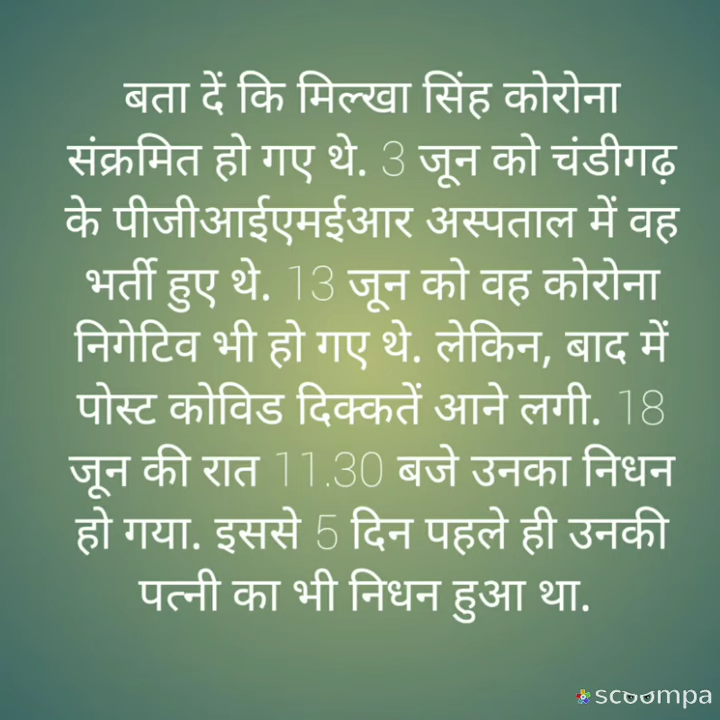 बता दें कि मिल्खा सिंह कोरोना
संक्रमित हो गए थे. 3 जून को चंडीगढ़
के पीजीआईएमईआर अस्पताल में वह
भर्ती हुए थे. 13 जून को वह कोरोना
निगेटिव भी हो गए थे. लेकिन, बाद में
पोस्ट कोविड दिक्कतें आने लगी. 18
जून की रात 11.30 बजे उनका निधन
हो गया. इससे 5 दिन पहले ही उनकी
पत्नी का भी निधन हुआ था.
scoompa